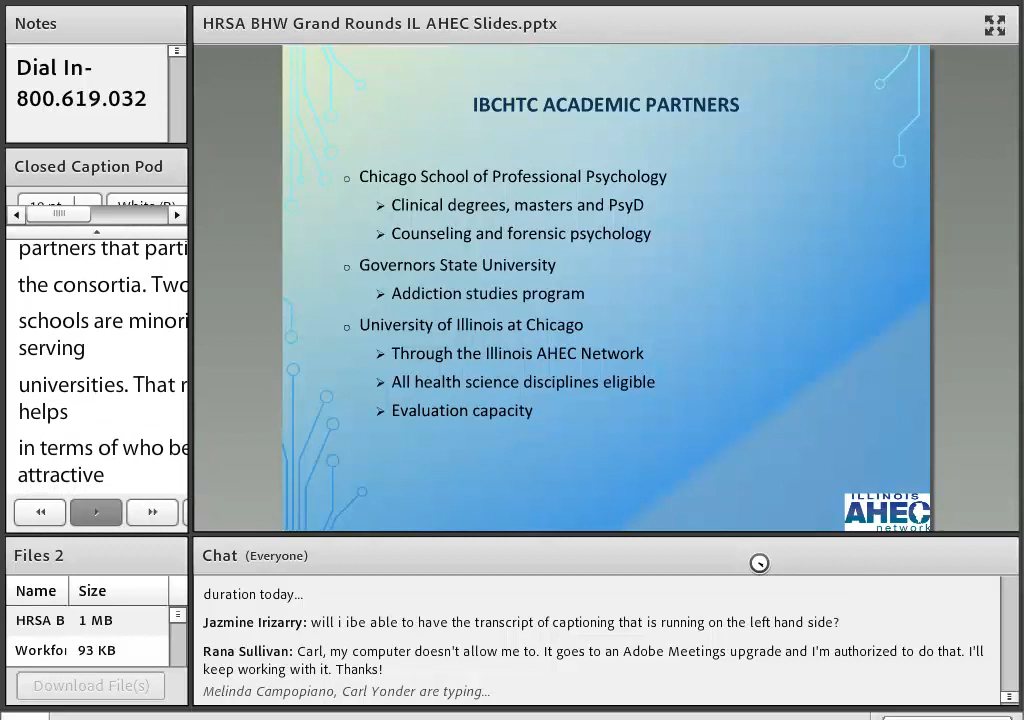 Notes
Dial In-
800.619.032
Closed Caption Pod
partners that parti
the consortia. Two
schools are minori
serving
universities. That r
helps
in terms of who be
attractive
Files 2
Name Size
HRSA B 1 MB
Workfo 93 KB
Download File(s)
HRSA BHW Grand Rounds IL AHEC Slides.pptx
IBCHTC ACADEMIC PARTNERS
Chicago School of Professional Psychology
Clinical degrees, masters and PsyD
Counseling and forensic psychology
Governors State University
Addiction studies program
University of Illinois at Chicago
Through the Illinois AHEC Network
All health science disciplines eligible
Evaluation capacity
ILLINOIS
AHEC
network
Chat (Everyone)
duration today...
Jazmine Irizarry: will i ibe able to have the transcript of captioning that is running on the left hand side?
Rana Sullivan: Carl, my computer doesn't allow me to. It goes to an Adobe Meetings upgrade and I'm authorized to do that. I'll
keep working with it. Thanks!
Melinda Campopiano, Carl Yonder are typing...